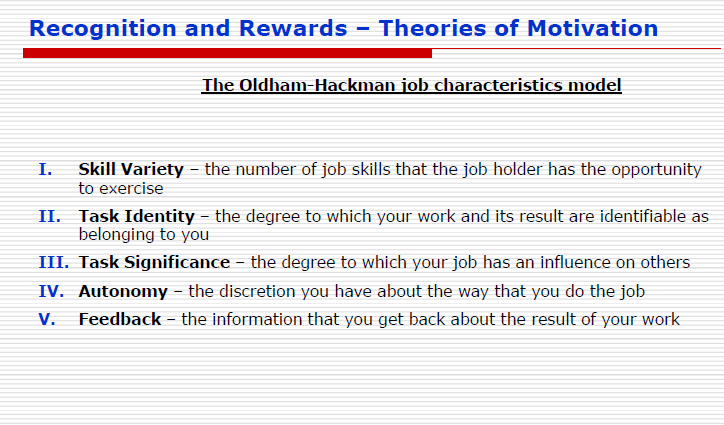 Recognition and Rewards – Theories of Motivation
The Oldham-Hackman job characteristics model
I. Skill Variety – the number of job skills that the job holder has the opportunity
to exercise
II. Task Identity – the degree to which your work and its result are identifiable as
belonging to you
III. Task Significance – the degree to which your job has an influence on others
IV. Autonomy – the discretion you have about the way that you do the job
V. Feedback – the information that you get back about the result of your work